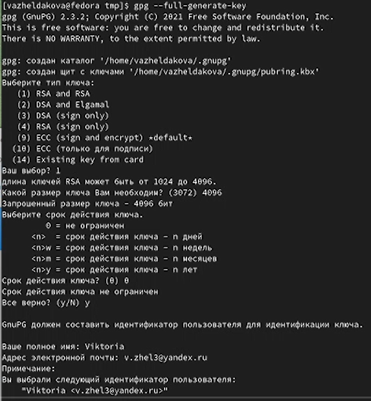 [vazheldakova@fedora tmp]$ gpg --full-generate-key
gpg (GnuPG) 2.3.2; Copyright (C) 2021 Free Software Foundation, Inc.
This is free software: you are free to change and redistribute it.
There is NO WARRANTY, to the extent permitted by law.

gpg: создан каталог '/home/vazheldakova/.gnupg'
gpg: создан щит с ключами '/home/vazheldakova/.gnupg/pubring.kbx'
Выберите тип ключа:
(1) RSA and RSA
(2) DSA and Elgamal
(3) DSA (sign only)
(4) RSA (sign only)
(9) ECC (sign and encrypt) *default*
(10) ECC (только для подписи)
(14) Existing key from card
Ваш выбор? 1
длина ключей RSA может быть от 1024 до 4096.
Какой размер ключа Вам необходим? (3072) 4096
Запрошенный размер ключа - 4096 бит
Выберите срок действия ключа.
0 = не ограничен
<n> = срок действия ключа - n дней
<n>w = срок действия ключа - n недель
<n>m = срок действия ключа - n месяцев
<n>y = срок действия ключа - n лет
Срок действия ключа? (0) 0
Срок действия ключа не ограничен
Все верно? (y/N) y

GnuPG должен составить идентификатор пользователя для идентификации ключа.

Ваше полное имя: Viktoria
Адрес электронной почты: v.zhel3@yandex.ru
Примечание:
Вы выбрали следующий идентификатор пользователя:
"Viktoria <v.zhel3@yandex.ru>"